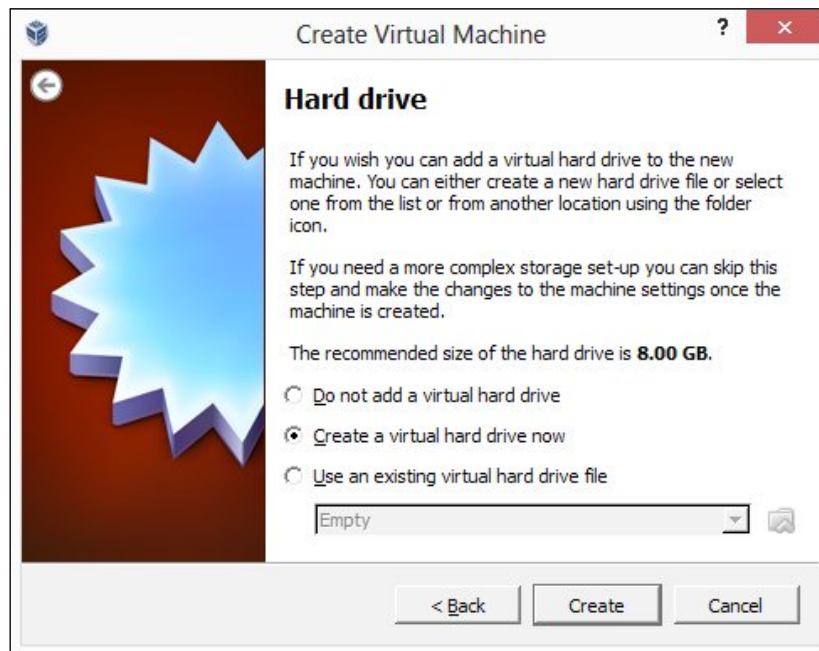 Create Virtual Machine
?
Hard drive
If you wish you can add a virtual hard drive to the new
machine. You can either create a new hard drive file or select
one from the list or from another location using the folder
icon.
If you need a more complex storage set-up you can skip this
step and make the changes to the machine settings once the
machine is created.
The recommended size of the hard drive is 8.00 GB.
Do not add a virtual hard drive
Create a virtual hard drive now
Use an existing virtual hard drive file
Empty
< Back Create Cancel